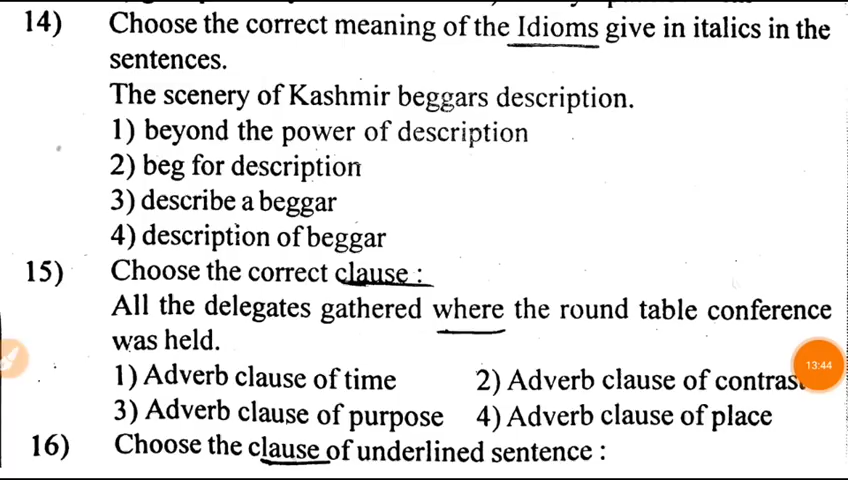 14) Choose the correct meaning of the Idioms give in italics in the
sentences.
The scenery of Kashmir beggars description.
1) beyond the power of description
2) beg for description
3) describe a beggar
4) description of beggar
15) Choose the correct clause :
All the delegates gathered where the round table conference
was held.
1) Adverb clause of time 2) Adverb clause of contras
3) Adverb clause of purpose 4) Adverb clause of place
13:44
16) Choose the clause of underlined sentence :